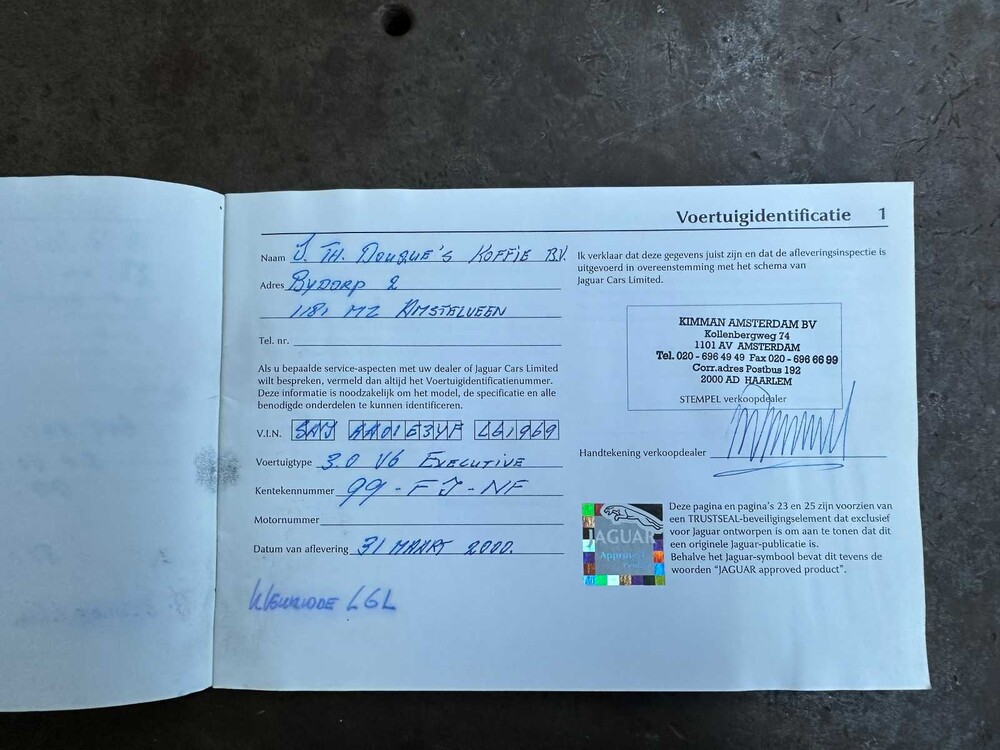 Voertuigidentificatie 1
Naam J. TH. DOUQUE'S KOFFIE B.V.
Adres BYDORP 2
1181 MZ AMSTELVEEN
Tel. nr.
Als u bepaalde service-aspecten met uw dealer of Jaguar Cars Limited
wilt bespreken, vermeld dan altijd het Voertuigidentificatienummer.
Deze informatie is noodzakelijk om het model, de specificatie en alle
benodigde onderdelen te kunnen identificeren.
V.I.N. SAJ AA01E3YF L61969
Voertuigtype 3.0 V6 EXECUTIVE
Kentekennummer 99-FJ-NF
Motornummer
Datum van aflevering 31 MAART 2000.
KLEURKODE LGL
Ik verklaar dat deze gegevens juist zijn en dat de afleveringsinspectie is
uitgevoerd in overeenstemming met het schema van
Jaguar Cars Limited.
KIMMAN AMSTERDAM BV
Kollenbergweg 74
1101 AV AMSTERDAM
Tel. 020 - 696 49 49 Fax 020 - 696 66 99
Corr.adres Postbus 192
2000 AD HAARLEM
STEMPEL verkoopdealer
Handtekening verkoopdealer
JAGUAR
Approved
Deze pagina en pagina's 23 en 25 zijn voorzien van
een TRUSTSEAL-beveiligingselement dat exclusief
voor Jaguar ontworpen is om aan te tonen dat dit
een originele Jaguar-publicatie is.
Behalve het Jaguar-symbool bevat dit tevens de
woorden "JAGUAR approved product".